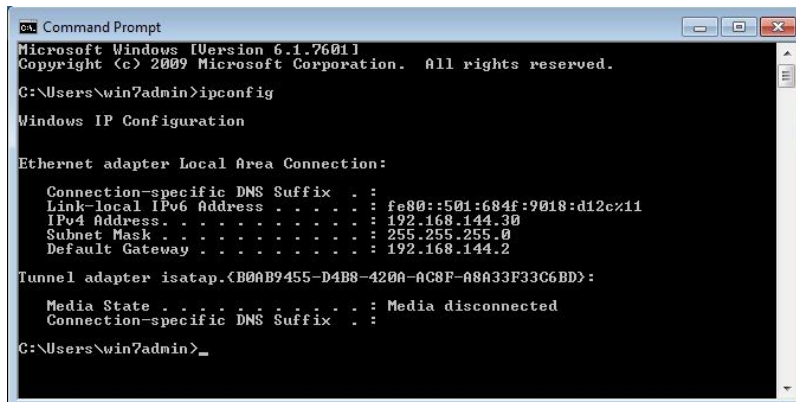 Command Prompt
Microsoft Windows [Version 6.1.7601]
Copyright (c) 2009 Microsoft Corporation.  All rights reserved.
C:\Users\win7admin>ipconfig
Windows IP Configuration
Ethernet adapter Local Area Connection:
   Connection-specific DNS Suffix  . :
   Link-local IPv6 Address . . . . . : fe80::501:684f:9018:d12c%11
   IPv4 Address. . . . . . . . . . . : 192.168.144.30
   Subnet Mask . . . . . . . . . . . : 255.255.255.0
   Default Gateway . . . . . . . . . : 192.168.144.2
Tunnel adapter isatap.{B0AB9455-D4B8-420A-AC8F-A8A33F33C6BD}:
   Media State . . . . . . . . . . . : Media disconnected
   Connection-specific DNS Suffix  . :
C:\Users\win7admin>_